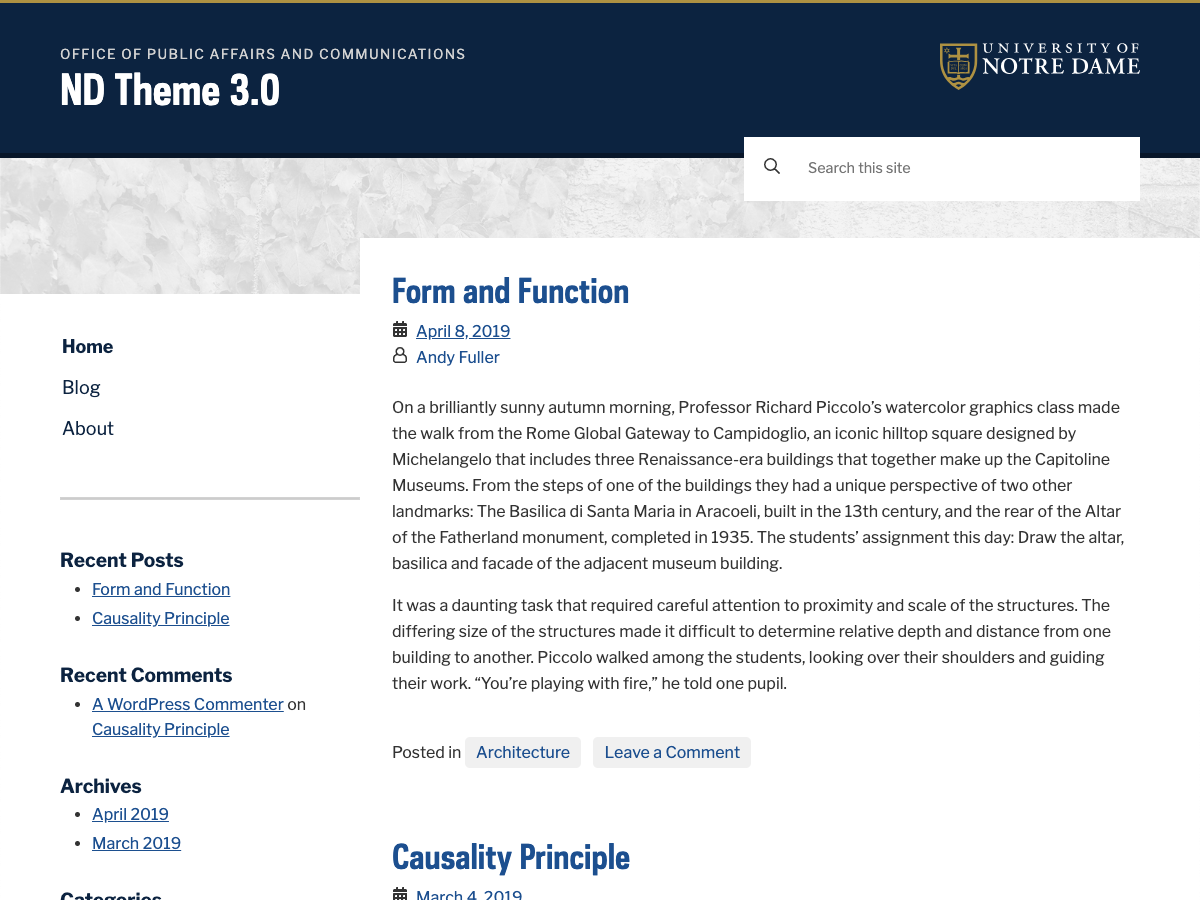 OFFICE OF PUBLIC AFFAIRS AND COMMUNICATIONS
ND Theme 3.0
UNIVERSITY OF
NOTRE DAME
Search this site
Home
Blog
About
Recent Posts
Form and Function
Causality Principle
Recent Comments
A WordPress Commenter on
Causality Principle
Archives
April 2019
March 2019
Categories
Form and Function
April 8, 2019
Andy Fuller
On a brilliantly sunny autumn morning, Professor Richard Piccolo’s watercolor graphics class made
the walk from the Rome Global Gateway to Campidoglio, an iconic hilltop square designed by
Michelangelo that includes three Renaissance-era buildings that together make up the Capitoline
Museums. From the steps of one of the buildings they had a unique perspective of two other
landmarks: The Basilica di Santa Maria in Aracoeli, built in the 13th century, and the rear of the Altar
of the Fatherland monument, completed in 1935. The students’ assignment this day: Draw the altar,
basilica and facade of the adjacent museum building.
It was a daunting task that required careful attention to proximity and scale of the structures. The
differing size of the structures made it difficult to determine relative depth and distance from one
building to another. Piccolo walked among the students, looking over their shoulders and guiding
their work. “You’re playing with fire,” he told one pupil.
Posted in Architecture Leave a Comment
Causality Principle
March 4, 2019